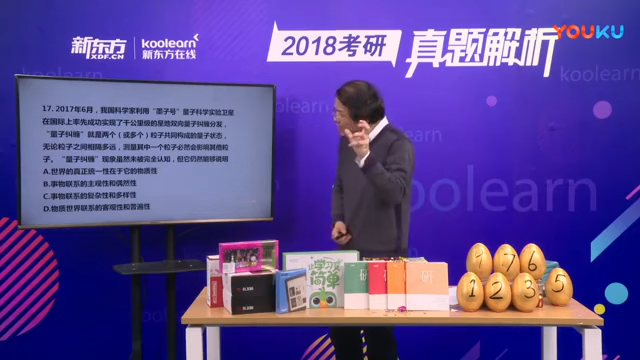 新东方
XDF.CN
koolearn
新东方在线
2018考研
真题解析
YOUKU
koolearn
17. 2017年6月，我国科学家利用“墨子号”量子科学实验卫星
在国际上率先成功实现了千公里级的星地双向量子纠缠分发，
“量子纠缠”就是两个（或多个）粒子共同构成的量子状态，
无论粒子之间相隔多远，测量其中一个粒子必然会影响其他粒
子，“量子纠缠”现象虽然未被完全认知，但它仍然能够说明
A.世界的真正统一性在于它的物质性
B.事物联系的主观性和偶然性
C.事物联系的复杂性和多样性
D.物质世界联系的客观性和普遍性
koolearn
让学习更
简单
研
1 7 6
1 2 3 5